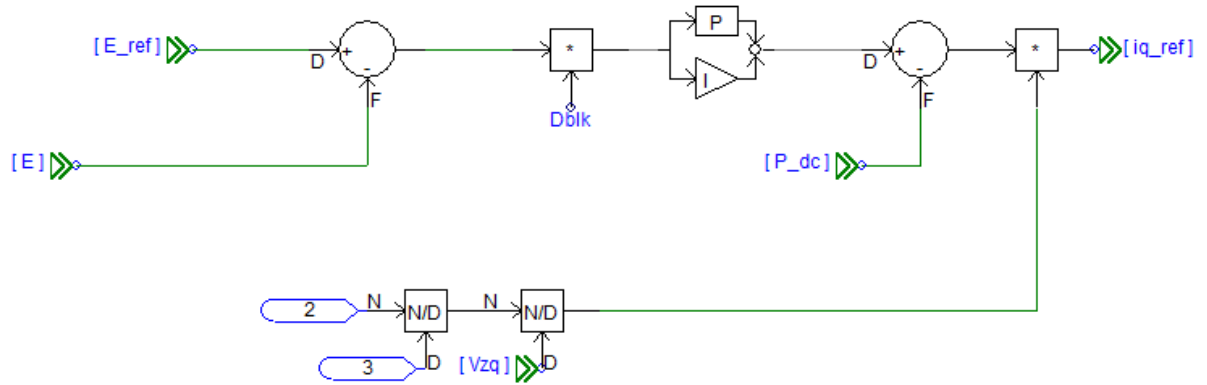 [ E_ref ]
D
+
-
F
*
Dblk
P
I
D
+
-
F
*
[ iq_ref ]
[ E ]
[ P_dc ]
2
N
N/D
N
N/D
3
D
[ Vzq ]
D